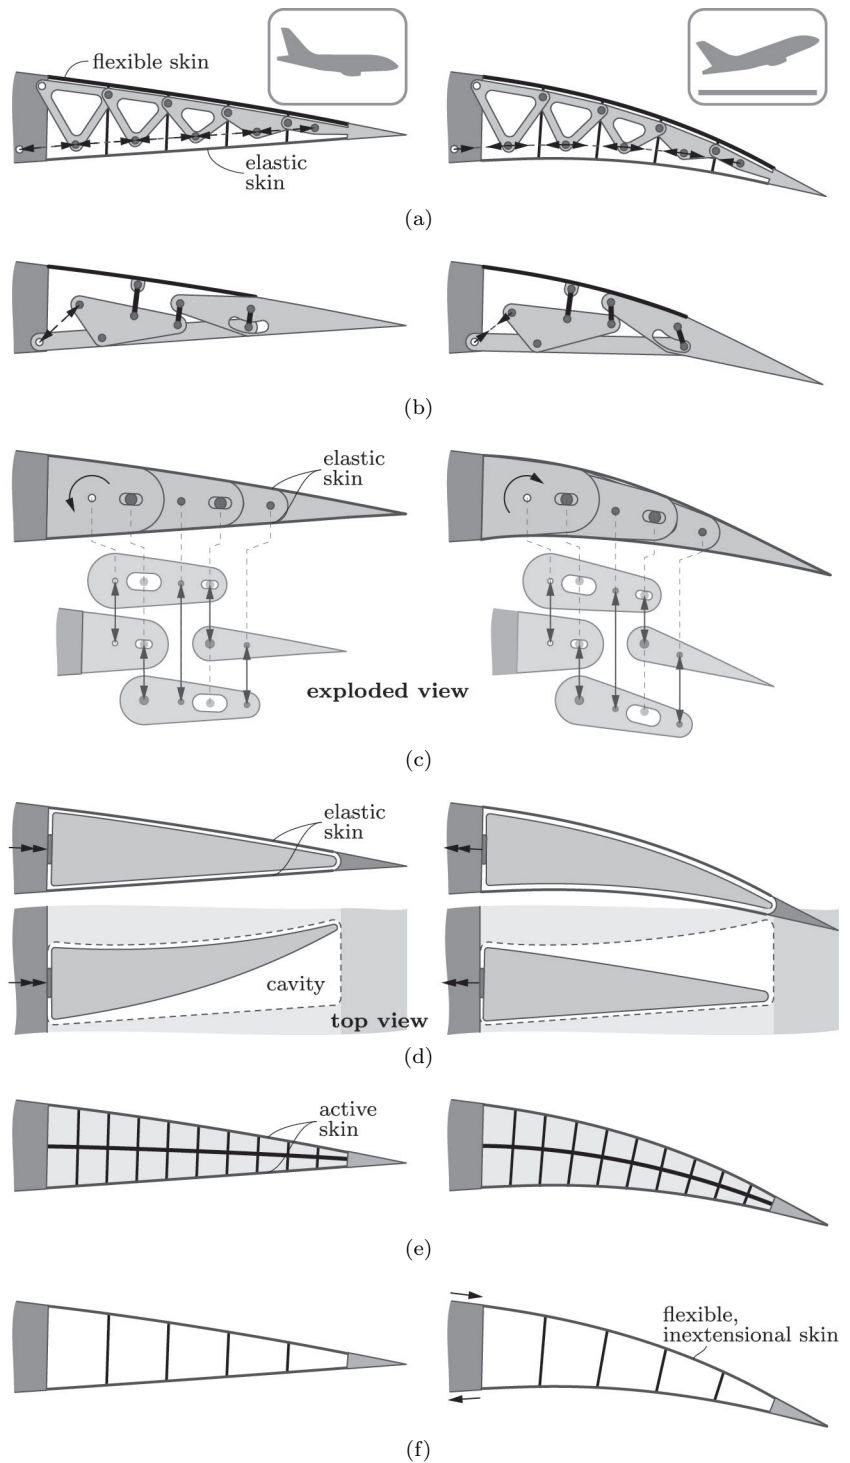 flexible skin
elastic
skin
(a)
(b)
elastic
skin
exploded view
(c)
elastic
skin
cavity
top view
(d)
active
skin
(e)
flexible,
inextensional skin
(f)